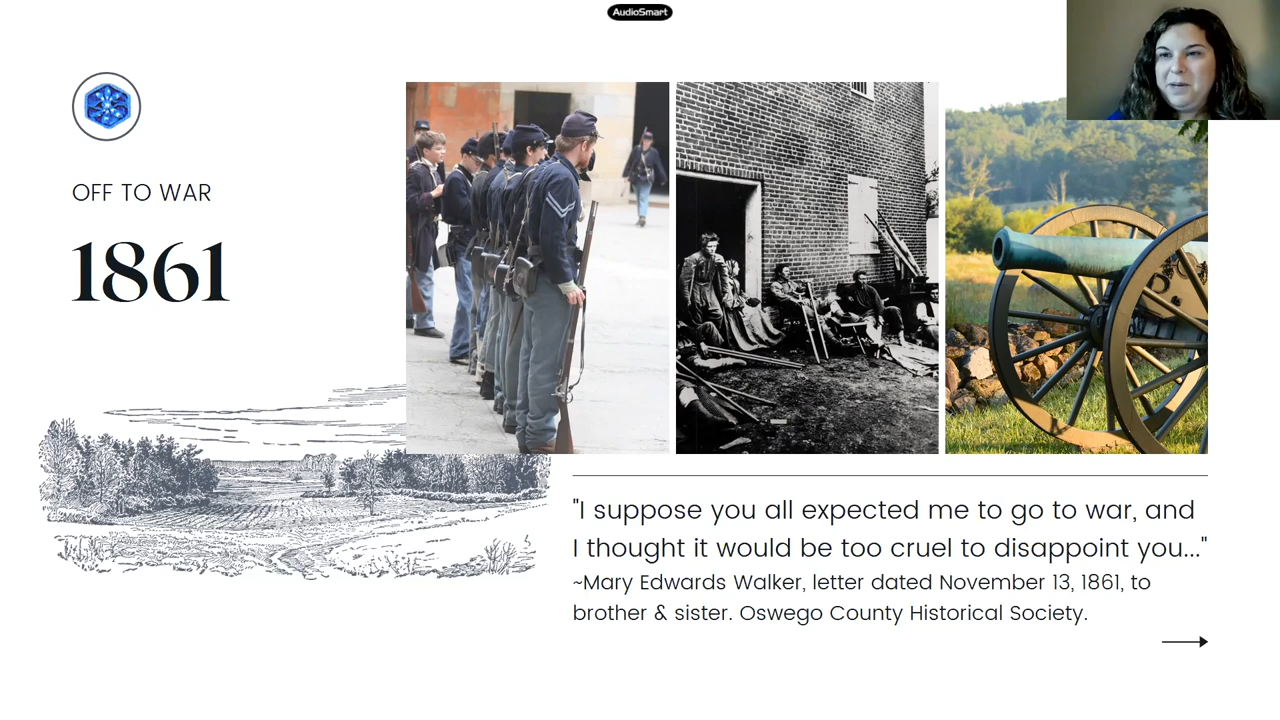 AudioSmart
OFF TO WAR
1861
"I suppose you all expected me to go to war, and
I thought it would be too cruel to disappoint you..."
~Mary Edwards Walker, letter dated November 13, 1861, to
brother & sister. Oswego County Historical Society.